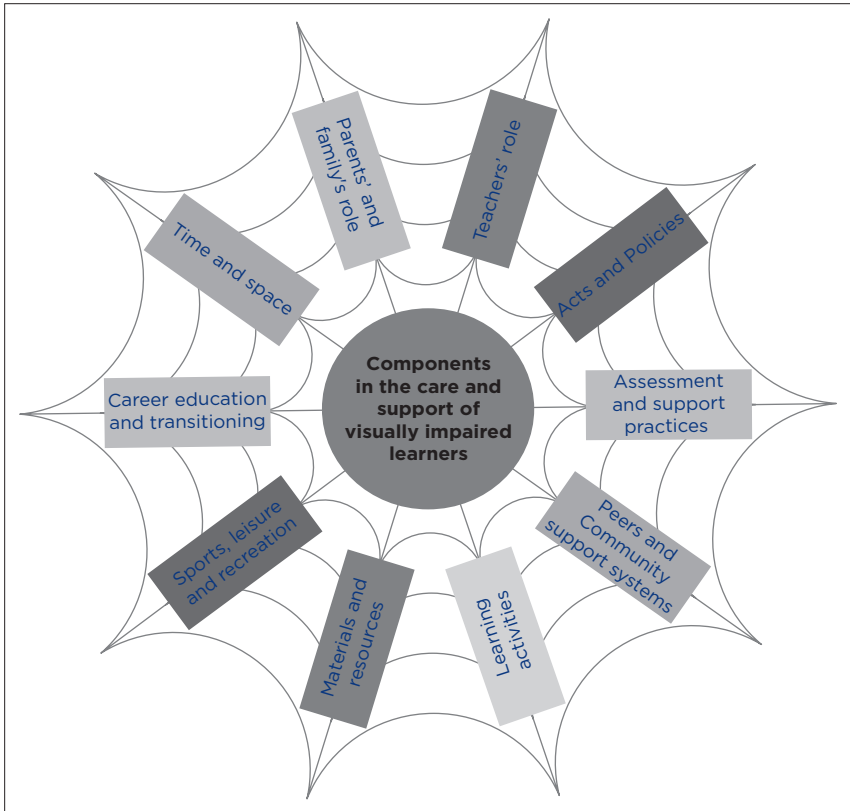 Components
in the care and
support of
visually impaired
learners
Parents' and
family's role
Teachers' role
Acts and Policies
Assessment
and support
practices
Peers and
Community
support systems
Learning
activities
Materials and
resources
Sports, leisure
and recreation
Career education
and transitioning
Time and space